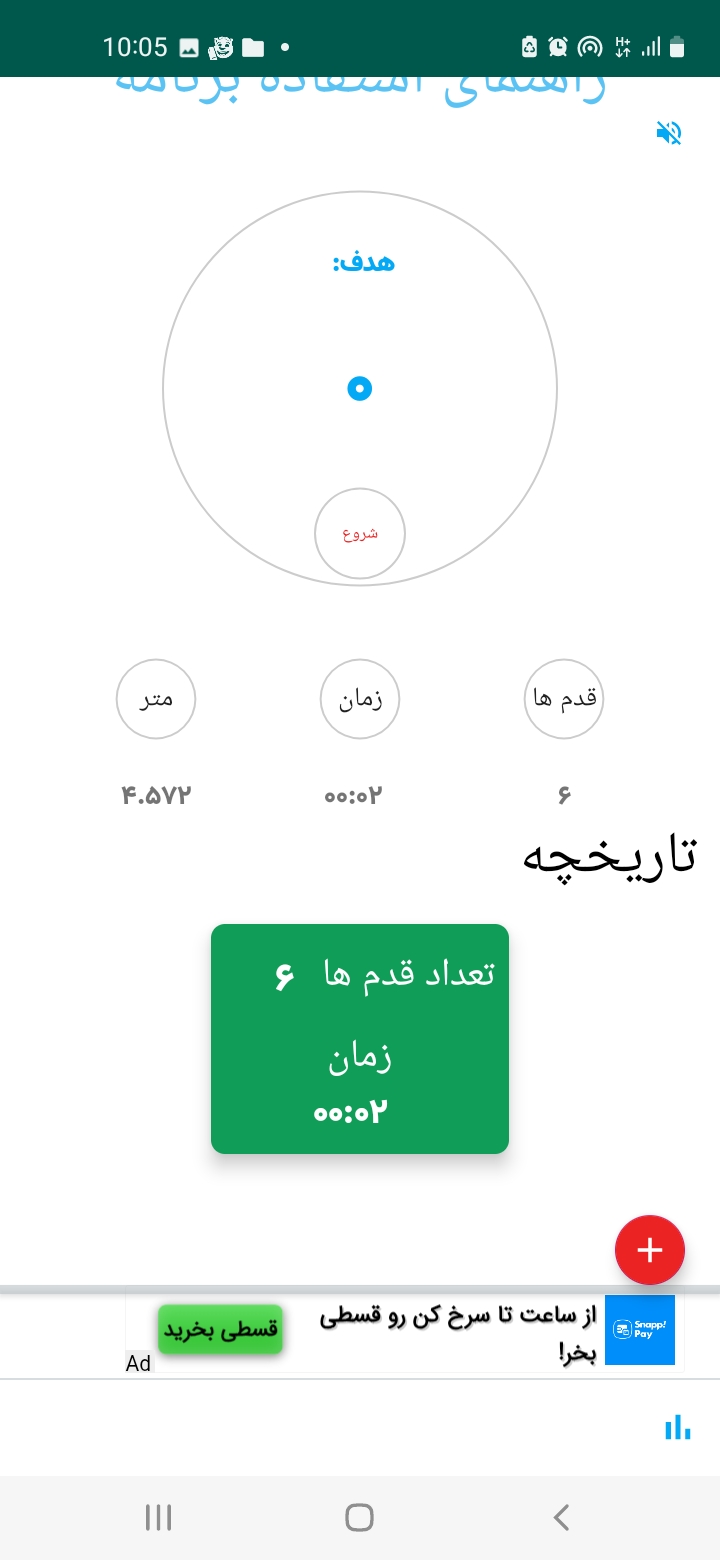 10:05
H+
راهنمای استفاده برنامه
هدف:
۰
شروع
قدم ها
زمان
متر
۶
۰۰:۰۲
۴.۵۷۲
تاریخچه
تعداد قدم ها ۶
زمان
۰۰:۰۲
+
Snapp!
Pay
از ساعت تا سرخ کن رو قسطی
بخر!
قسطی بخرید
Ad